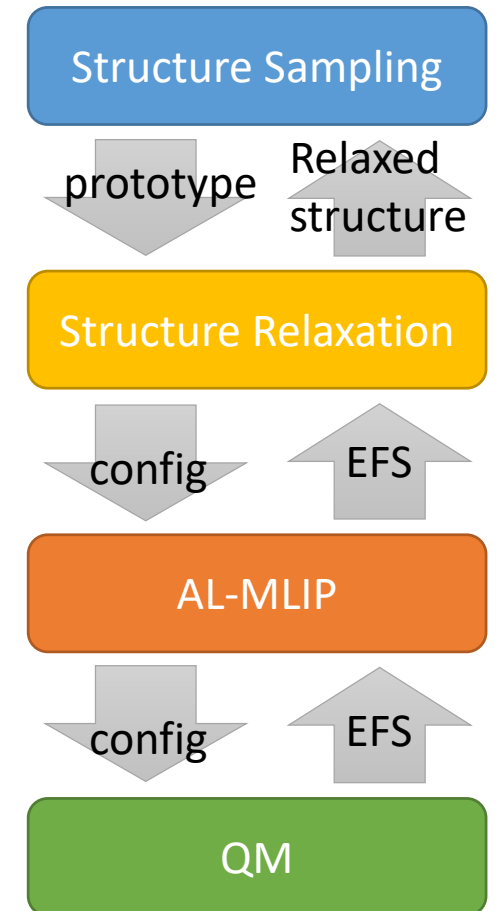 Structure Sampling
prototype
Relaxed
structure
Structure Relaxation
config
EFS
AL-MLIP
config
EFS
QM